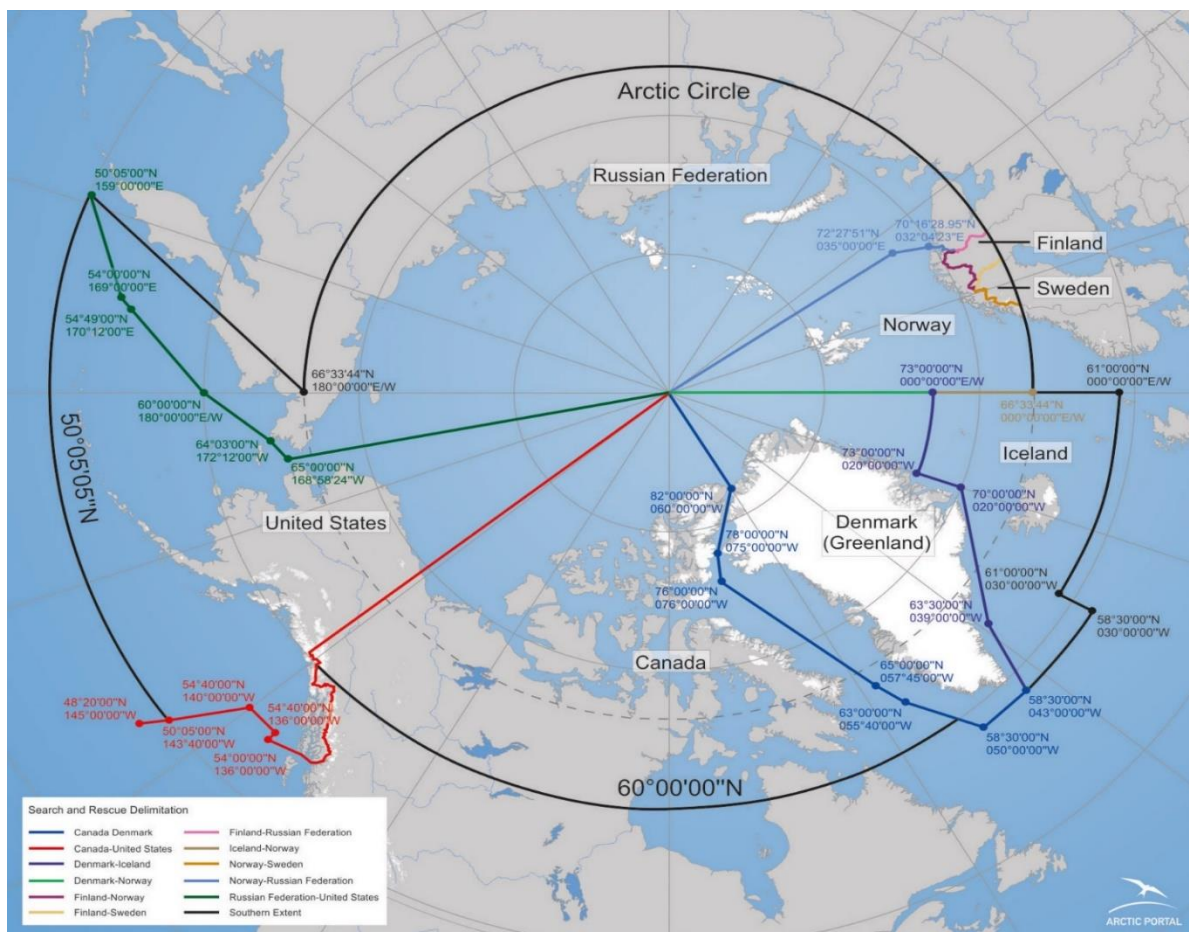 Arctic Circle
Russian Federation
50°05'00"N
159°00'00"E
54°00'00"N
169°00'00"E
54°49'00"N
170°12'00"E
60°00'00"N
180°00'00"E/W
64°03'00"N
172°12'00"W
65°00'00"N
168°58'24"W
66°33'44"N
180°00'00"E/W
50°05'05"N
72°27'51"N
035°00'00"E
70°16'28.95"N
032°04'23"E
Finland
Sweden
Norway
73°00'00"N
000°00'00"E/W
66°33'44"N
000°00'00"E/W
61°00'00"N
000°00'00"E/W
Iceland
73°00'00"N
020°00'00"W
70°00'00"N
020°00'00"W
United States
82°00'00"N
060°00'00"W
78°00'00"N
075°00'00"W
76°00'00"N
076°00'00"W
Denmark
(Greenland)
61°00'00"N
030°00'00"W
58°30'00"N
030°00'00"W
63°30'00"N
039°00'00"W
Canada
65°00'00"N
057°45'00"W
63°00'00"N
055°40'00"W
58°30'00"N
043°00'00"W
58°30'00"N
050°00'00"W
48°20'00"N
145°00'00"W
50°05'00"N
143°40'00"W
54°40'00"N
140°00'00"W
54°40'00"N
136°00'00"W
54°00'00"N
136°00'00"W
60°00'00"N
Search and Rescue Delimitation
Canada Denmark
Canada-United States
Denmark-Iceland
Denmark-Norway
Finland-Norway
Finland-Sweden
Finland-Russian Federation
Iceland-Norway
Norway-Sweden
Norway-Russian Federation
Russian Federation-United States
Southern Extent
ARCTIC PORTAL